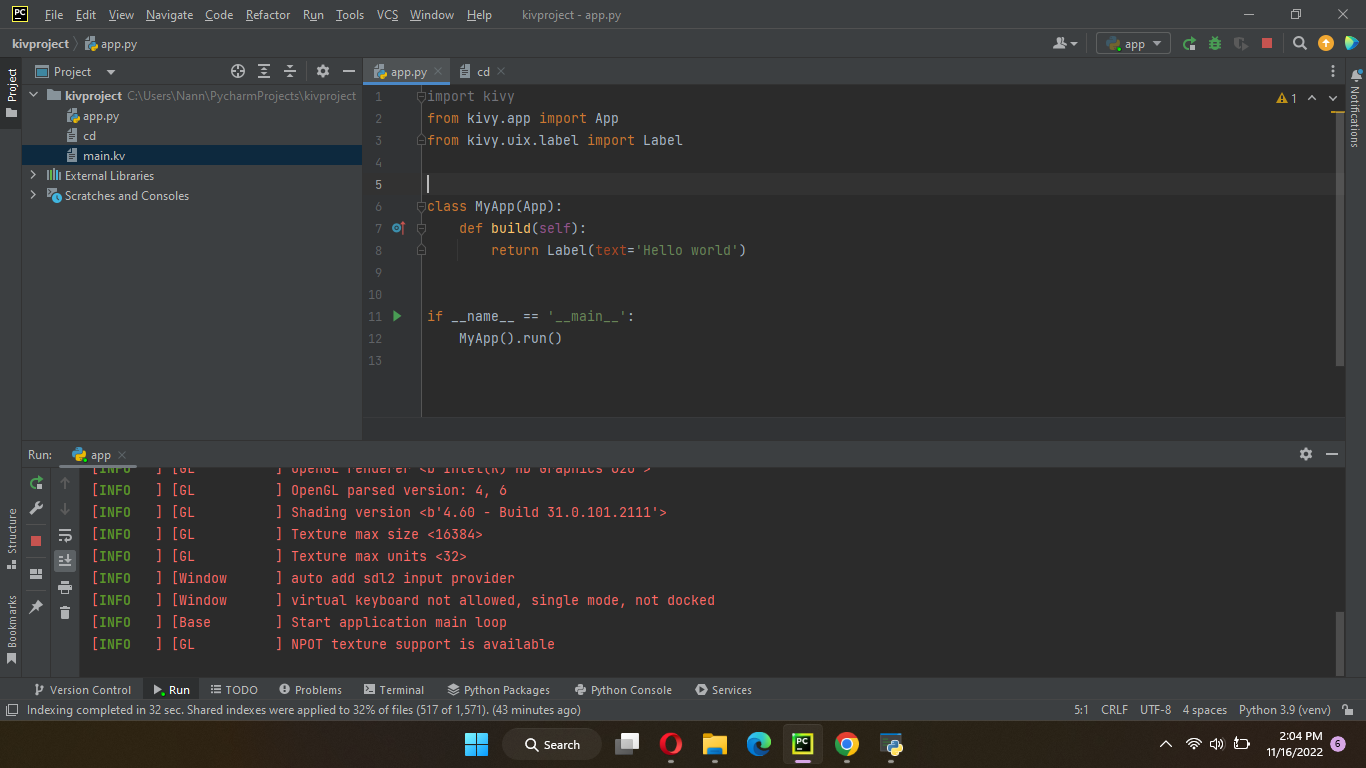 PC File Edit View Navigate Code Refactor Run Tools VCS Window Help kivproject - app.py
kivproject app.py app
Project Project app.py cd Notifications
kivproject C:\Users\Nann\PycharmProjects\kivproject
app.py
cd
main.kv
External Libraries
Scratches and Consoles
1 import kivy 1
2 from kivy.app import App
3 from kivy.uix.label import Label
4
5
6 class MyApp(App):
7 def build(self):
8 return Label(text='Hello world')
9
10
11 if __name__ == '__main__':
12 MyApp().run()
13
Run: app
[INFO ] [GL ] OpenGL renderer <b'Intel(R) HD Graphics 620'>
[INFO ] [GL ] OpenGL parsed version: 4, 6
[INFO ] [GL ] Shading version <b'4.60 - Build 31.0.101.2111'>
[INFO ] [GL ] Texture max size <16384>
[INFO ] [GL ] Texture max units <32>
[INFO ] [Window ] auto add sdl2 input provider
[INFO ] [Window ] virtual keyboard not allowed, single mode, not docked
[INFO ] [Base ] Start application main loop
[INFO ] [GL ] NPOT texture support is available
Structure
Bookmarks
Version Control Run TODO Problems Terminal Python Packages Python Console Services
Indexing completed in 32 sec. Shared indexes were applied to 32% of files (517 of 1,571). (43 minutes ago) 5:1 CRLF UTF-8 4 spaces Python 3.9 (venv)
Search PC 2:04 PM
11/16/2022 6